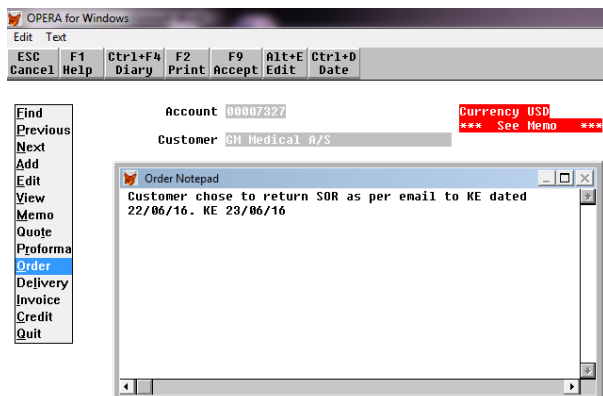 OPERA for Windows
Edit Text
ESC F1 Ctrl+F4 F2 F9 Alt+E Ctrl+D
Cancel Help Diary Print Accept Edit Date
Find
Previous
Next
Add
Edit
View
Memo
Quote
Proforma
Order
Delivery
Invoice
Credit
Quit
Account 00007327
Customer GN Medical A/S
Currency USD
*** See Memo ***
Order Notepad
Customer chose to return SOR as per email to KE dated
22/06/16. KE 23/06/16